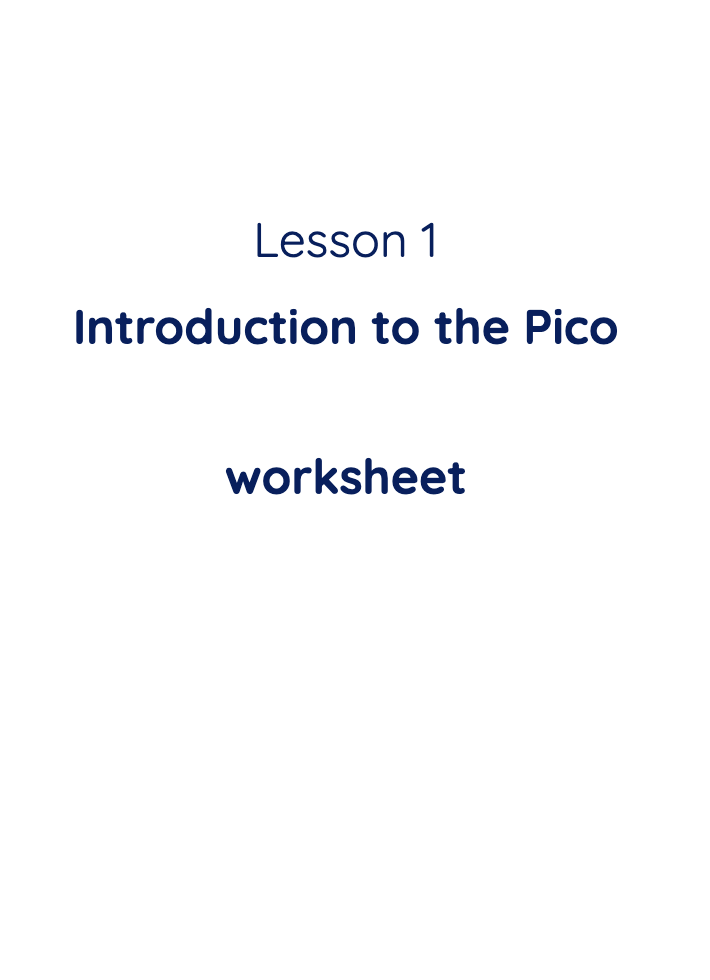 Lesson 1
Introduction to the Pico
worksheet